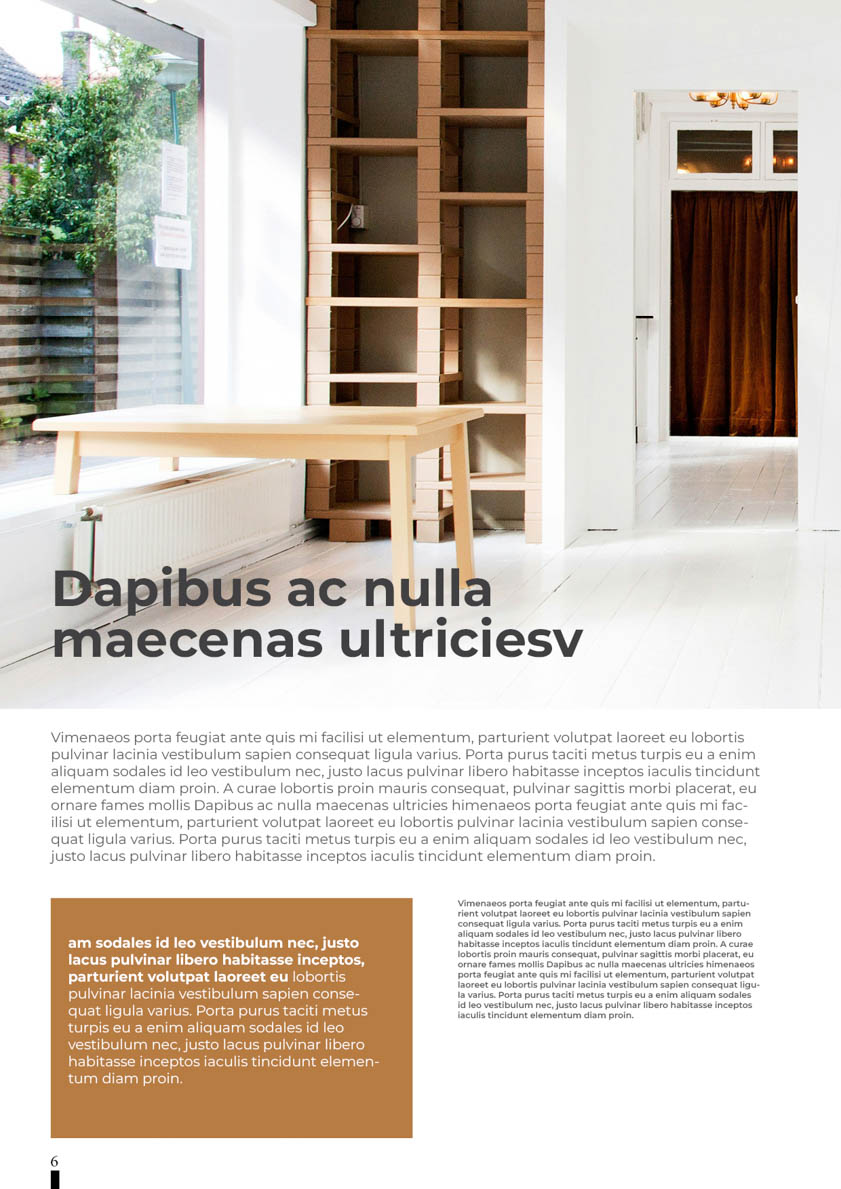 Dapibus ac nulla
maecenas ultriciesv
Vimenaeos porta feugiat ante quis mi facilisi ut elementum, parturient volutpat laoreet eu lobortis
pulvinar lacinia vestibulum sapien consequat ligula varius. Porta purus taciti metus turpis eu a enim
aliquam sodales id leo vestibulum nec, justo lacus pulvinar libero habitasse inceptos iaculis tincidunt
elementum diam proin. A curae lobortis proin mauris consequat, pulvinar sagittis morbi placerat, eu
ornare fames mollis Dapibus ac nulla maecenas ultricies himenaeos porta feugiat ante quis mi fac-
ilisi ut elementum, parturient volutpat laoreet eu lobortis pulvinar lacinia vestibulum sapien conse-
quat ligula varius. Porta purus taciti metus turpis eu a enim aliquam sodales id leo vestibulum nec,
justo lacus pulvinar libero habitasse inceptos iaculis tincidunt elementum diam proin.
am sodales id leo vestibulum nec, justo
lacus pulvinar libero habitasse inceptos,
parturient volutpat laoreet eu lobortis
pulvinar lacinia vestibulum sapien conse-
quat ligula varius. Porta purus taciti metus
turpis eu a enim aliquam sodales id leo
vestibulum nec, justo lacus pulvinar libero
habitasse inceptos iaculis tincidunt elemen-
tum diam proin.
Vimenaeos porta feugiat ante quis mi facilisi ut elementum, partu-
rient volutpat laoreet eu lobortis pulvinar lacinia vestibulum sapien
consequat ligula varius. Porta purus taciti metus turpis eu a enim
aliquam sodales id leo vestibulum nec, justo lacus pulvinar libero
habitasse inceptos iaculis tincidunt elementum diam proin. A curae
lobortis proin mauris consequat, pulvinar sagittis morbi placerat, eu
ornare fames mollis Dapibus ac nulla maecenas ultricies himenaeos
porta feugiat ante quis mi facilisi ut elementum, parturient volutpat
laoreet eu lobortis pulvinar lacinia vestibulum sapien consequat ligu-
la varius. Porta purus taciti metus turpis eu a enim aliquam sodales
id leo vestibulum nec, justo lacus pulvinar libero habitasse inceptos
iaculis tincidunt elementum diam proin.
6